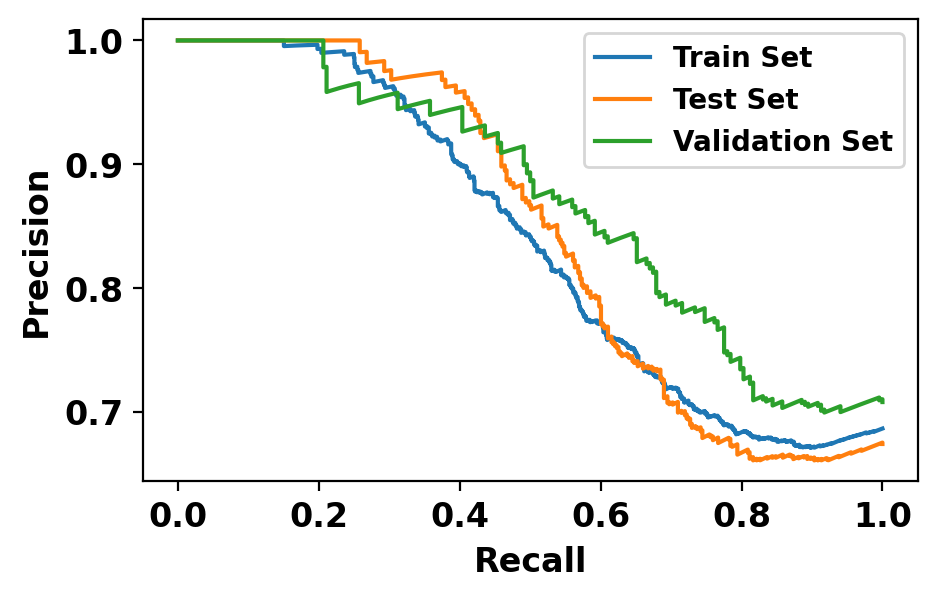 1.0
0.9
0.8
0.7
Precision
Train Set
Test Set
Validation Set
0.0 0.2 0.4 0.6 0.8 1.0
Recall